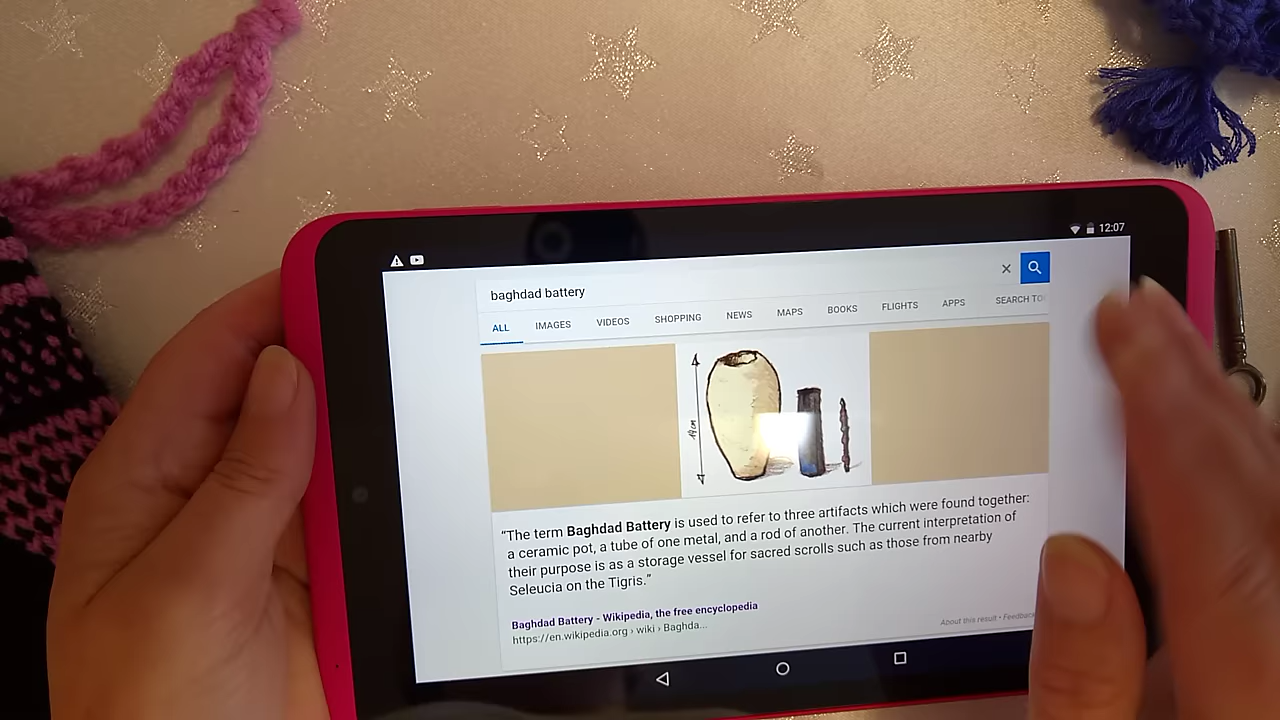 12:07
baghdad battery
ALL IMAGES VIDEOS SHOPPING NEWS MAPS BOOKS FLIGHTS APPS SEARCH TO
19cm
“The term Baghdad Battery is used to refer to three artifacts which were found together:
a ceramic pot, a tube of one metal, and a rod of another. The current interpretation of
their purpose is as a storage vessel for sacred scrolls such as those from nearby
Seleucia on the Tigris.”
Baghdad Battery - Wikipedia, the free encyclopedia
https://en.wikipedia.org › wiki › Baghda...
About this result • Feedback